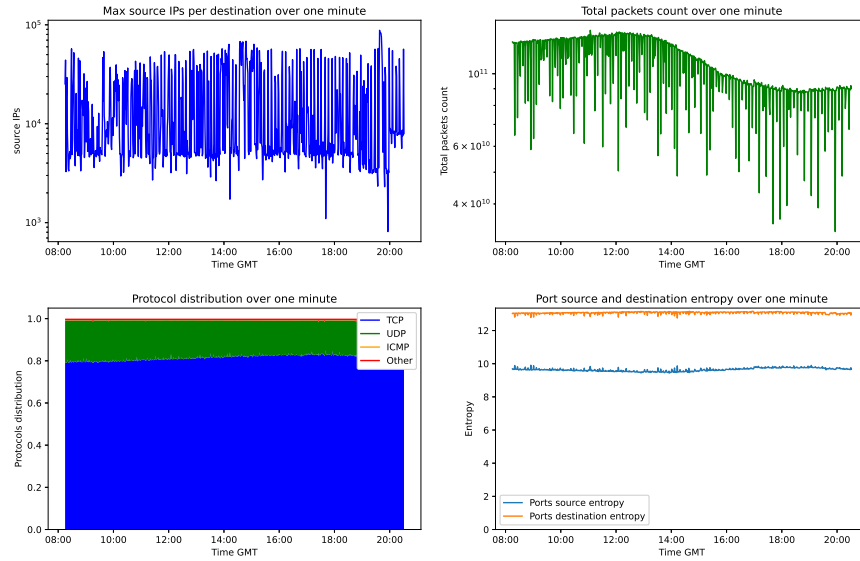 Max source IPs per destination over one minute
source IPs
10^5
10^4
10^3
08:00 10:00 12:00 14:00 16:00 18:00 20:00
Time GMT
Total packets count over one minute
Total packets count
10^11
6 × 10^10
4 × 10^10
08:00 10:00 12:00 14:00 16:00 18:00 20:00
Time GMT
Protocol distribution over one minute
Protocols distribution
1.0
0.8
0.6
0.4
0.2
0.0
TCP
UDP
ICMP
Other
08:00 10:00 12:00 14:00 16:00 18:00 20:00
Time GMT
Port source and destination entropy over one minute
Entropy
12
10
8
6
4
2
0
Ports source entropy
Ports destination entropy
08:00 10:00 12:00 14:00 16:00 18:00 20:00
Time GMT